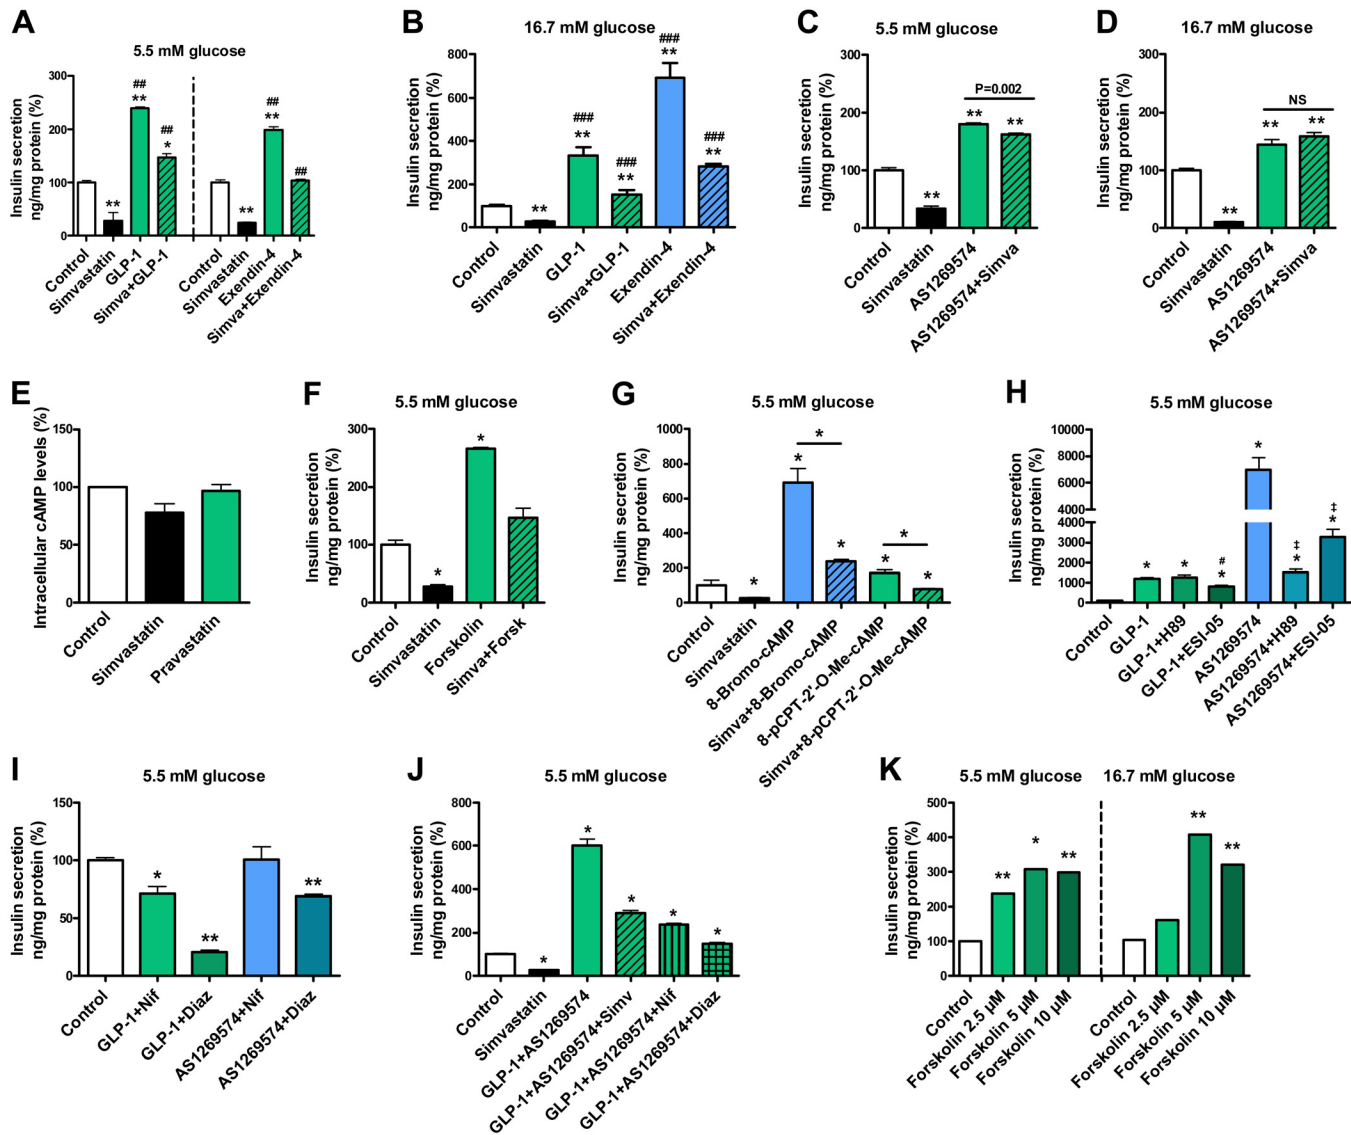 A
5.5 mM glucose
Insulin secretion
ng/mg protein (%)
300
200
100
0
**
##
**
##
*
**
##
**
##
Control
Simvastatin
GLP-1
Simva+GLP-1
Control
Simvastatin
Exendin-4
Simva+Exendin-4
B
16.7 mM glucose
Insulin secretion
ng/mg protein (%)
800
600
400
200
0
**
###
**
###
**
###
**
###
**
Control
Simvastatin
GLP-1
Simva+GLP-1
Exendin-4
Simva+Exendin-4
C
5.5 mM glucose
Insulin secretion
ng/mg protein (%)
300
200
100
0
P=0.002
**
**
**
Control
Simvastatin
AS1269574
AS1269574+Simva
D
16.7 mM glucose
Insulin secretion
ng/mg protein (%)
300
200
100
0
NS
**
**
**
Control
Simvastatin
AS1269574
AS1269574+Simva
E
Intracellular cAMP levels (%)
150
100
50
0
Control
Simvastatin
Pravastatin
F
5.5 mM glucose
Insulin secretion
ng/mg protein (%)
300
200
100
0
*
*
Control
Simvastatin
Forskolin
Simva+Forsk
G
5.5 mM glucose
Insulin secretion
ng/mg protein (%)
1000
800
600
400
200
0
*
*
*
*
*
*
*
Control
Simvastatin
8-Bromo-cAMP
Simva+8-Bromo-cAMP
8-pCPT-2'-O-Me-cAMP
Simva+8-pCPT-2'-O-Me-cAMP
H
5.5 mM glucose
Insulin secretion
ng/mg protein (%)
10000
8000
6000
4000
4000
3000
2000
1000
0
*
*
#
*
*
‡
*
‡
*
Control
GLP-1
GLP-1+H89
GLP-1+ESI-05
AS1269574
AS1269574+H89
AS1269574+ESI-05
I
5.5 mM glucose
Insulin secretion
ng/mg protein (%)
150
100
50
0
*
**
**
Control
GLP-1+Nif
GLP-1+Diaz
AS1269574+Nif
AS1269574+Diaz
J
5.5 mM glucose
Insulin secretion
ng/mg protein (%)
800
600
400
200
0
*
*
*
*
*
Control
Simvastatin
GLP-1+AS1269574
GLP-1+AS1269574+Simv
GLP-1+AS1269574+Nif
GLP-1+AS1269574+Diaz
K
5.5 mM glucose
16.7 mM glucose
Insulin secretion
ng/mg protein (%)
500
400
300
200
100
0
**
*
**
**
**
Control
Forskolin 2.5 µM
Forskolin 5 µM
Forskolin 10 µM
Control
Forskolin 2.5 µM
Forskolin 5 µM
Forskolin 10 µM